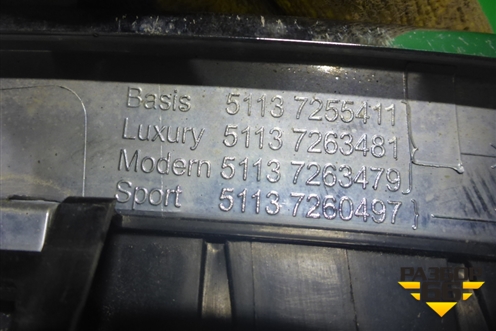 Basis 5113 7255411
Luxury 5113 7263481
Modern 5113 7263479
Sport 5113 7260497